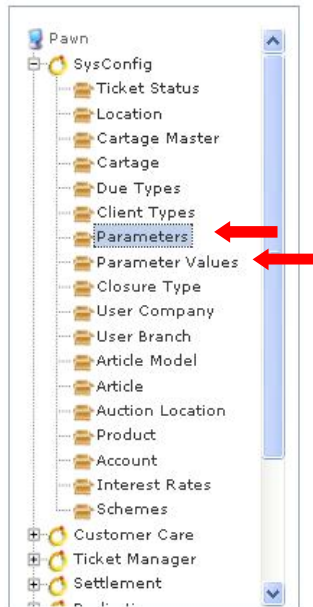 Pawn
SysConfig
Ticket Status
Location
Cartage Master
Cartage
Due Types
Client Types
Parameters
Parameter Values
Closure Type
User Company
User Branch
Article Model
Article
Auction Location
Product
Account
Interest Rates
Schemes
Customer Care
Ticket Manager
Settlement